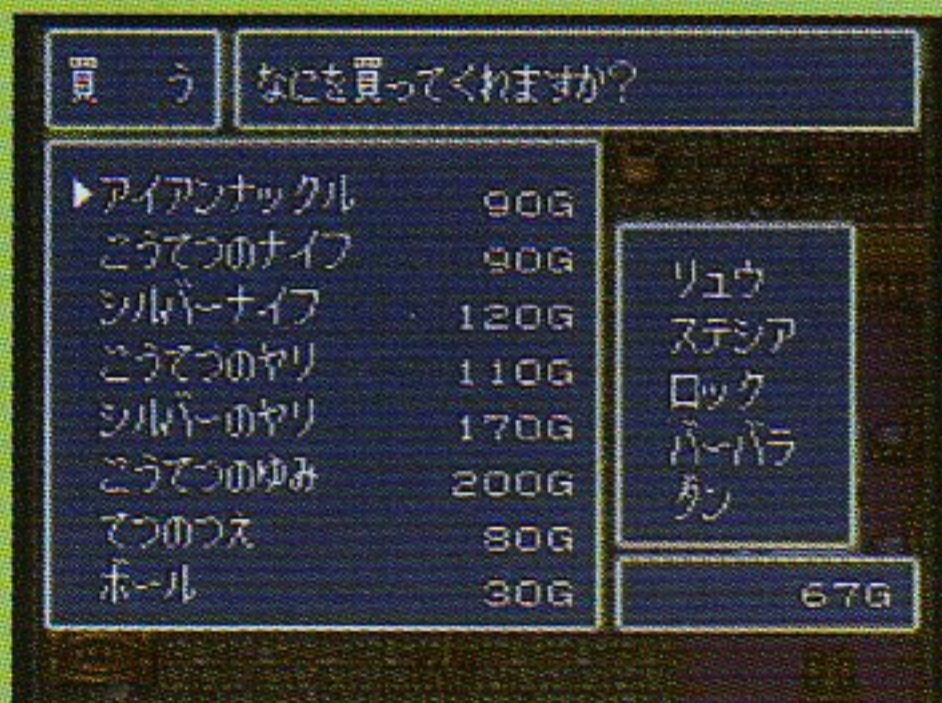 買　う
なにを買ってくれますか?
▶アイアンナックル 90G
こうてつのナイフ 90G
シルバーナイフ 120G
こうてつのヤリ 110G
シルバーのヤリ 170G
こうてつのゆみ 200G
てつのつえ 80G
ボール 30G
リュウ
ステシア
ロック
バーバラ
ダン
67G